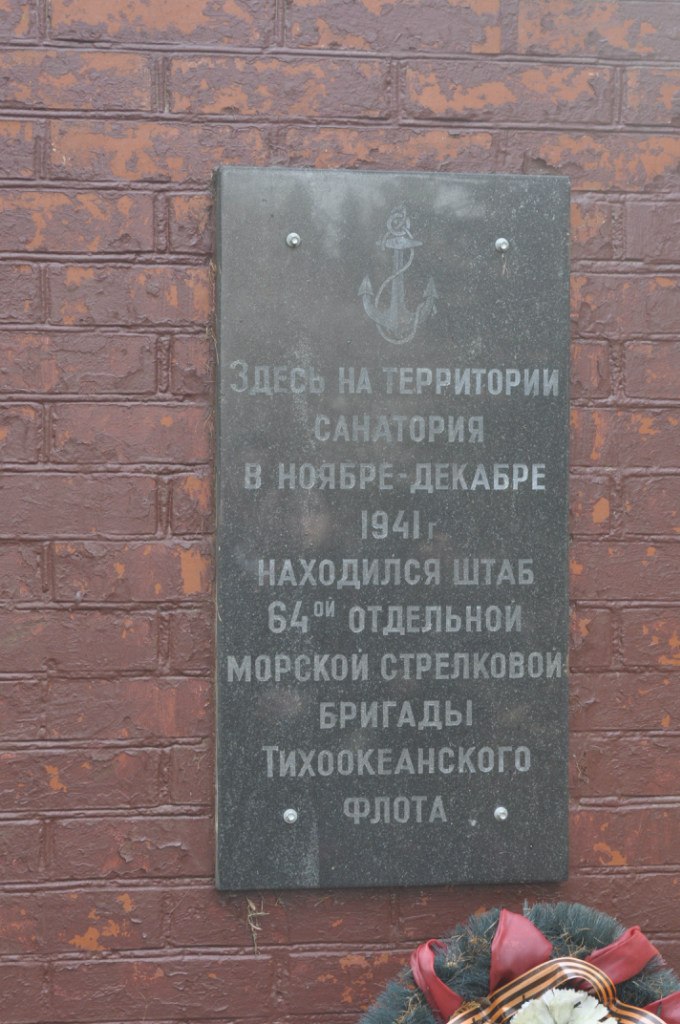 Здесь на территории
санатория
в ноябре-декабре
1941 г
находился штаб
64ой отдельной
морской стрелковой
бригады
Тихоокеанского
флота